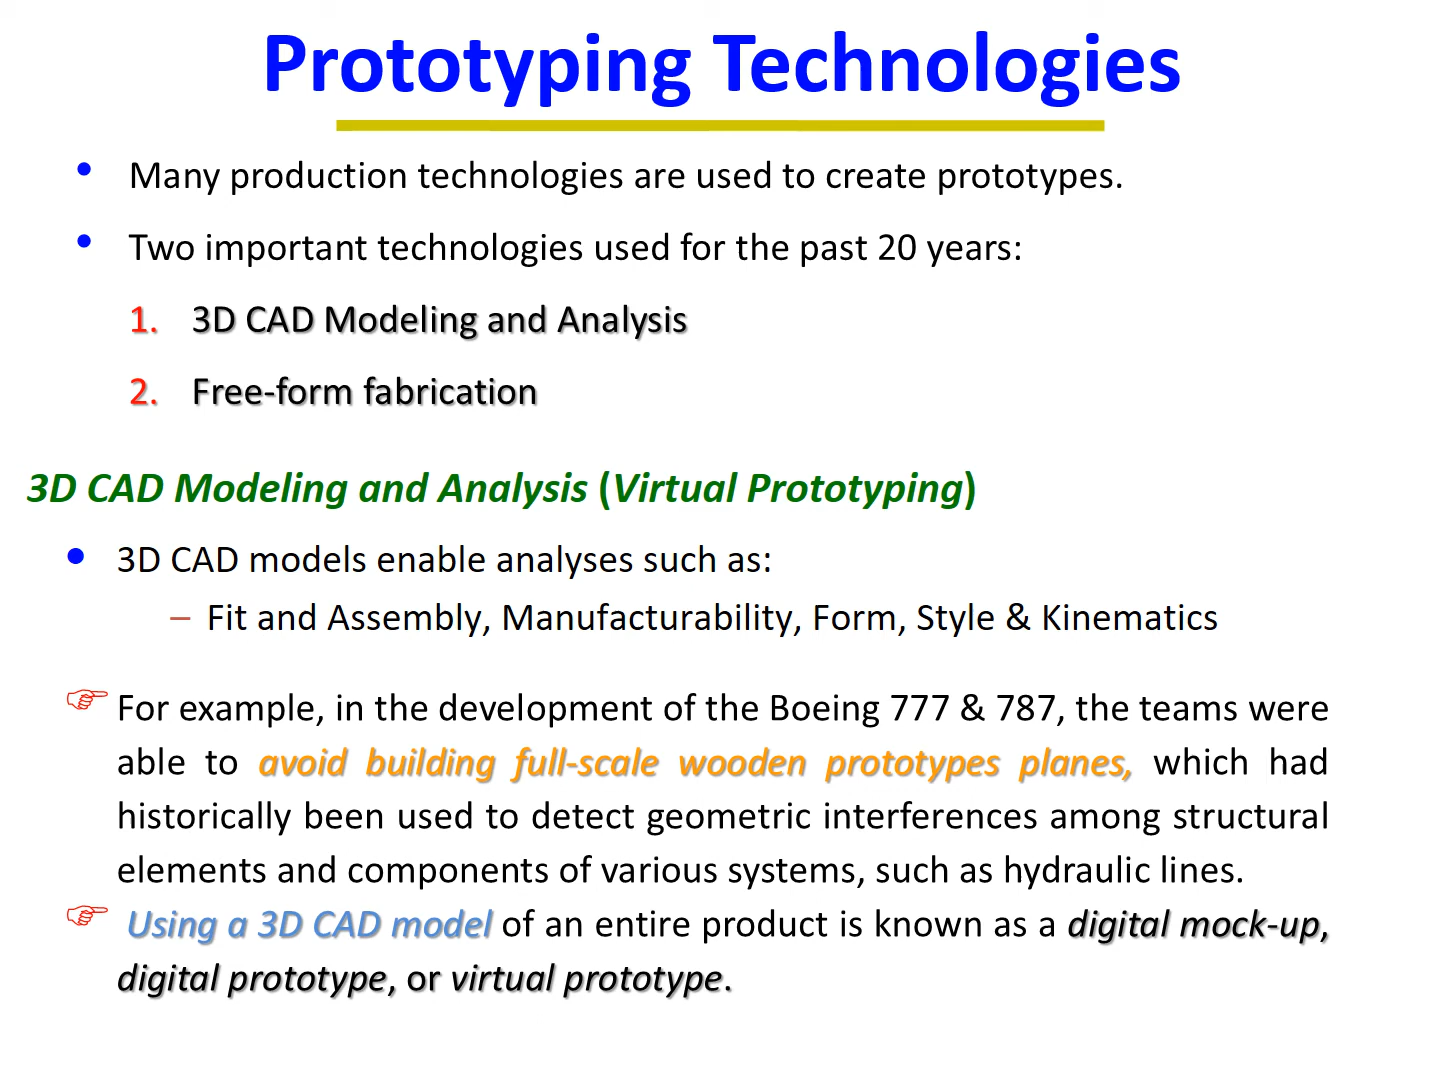 Prototyping Technologies
• Many production technologies are used to create prototypes.
• Two important technologies used for the past 20 years:
1. 3D CAD Modeling and Analysis
2. Free-form fabrication
3D CAD Modeling and Analysis (Virtual Prototyping)
• 3D CAD models enable analyses such as:
– Fit and Assembly, Manufacturability, Form, Style & Kinematics
☞ For example, in the development of the Boeing 777 & 787, the teams were
able to avoid building full-scale wooden prototypes planes, which had
historically been used to detect geometric interferences among structural
elements and components of various systems, such as hydraulic lines.
☞ Using a 3D CAD model of an entire product is known as a digital mock-up,
digital prototype, or virtual prototype.